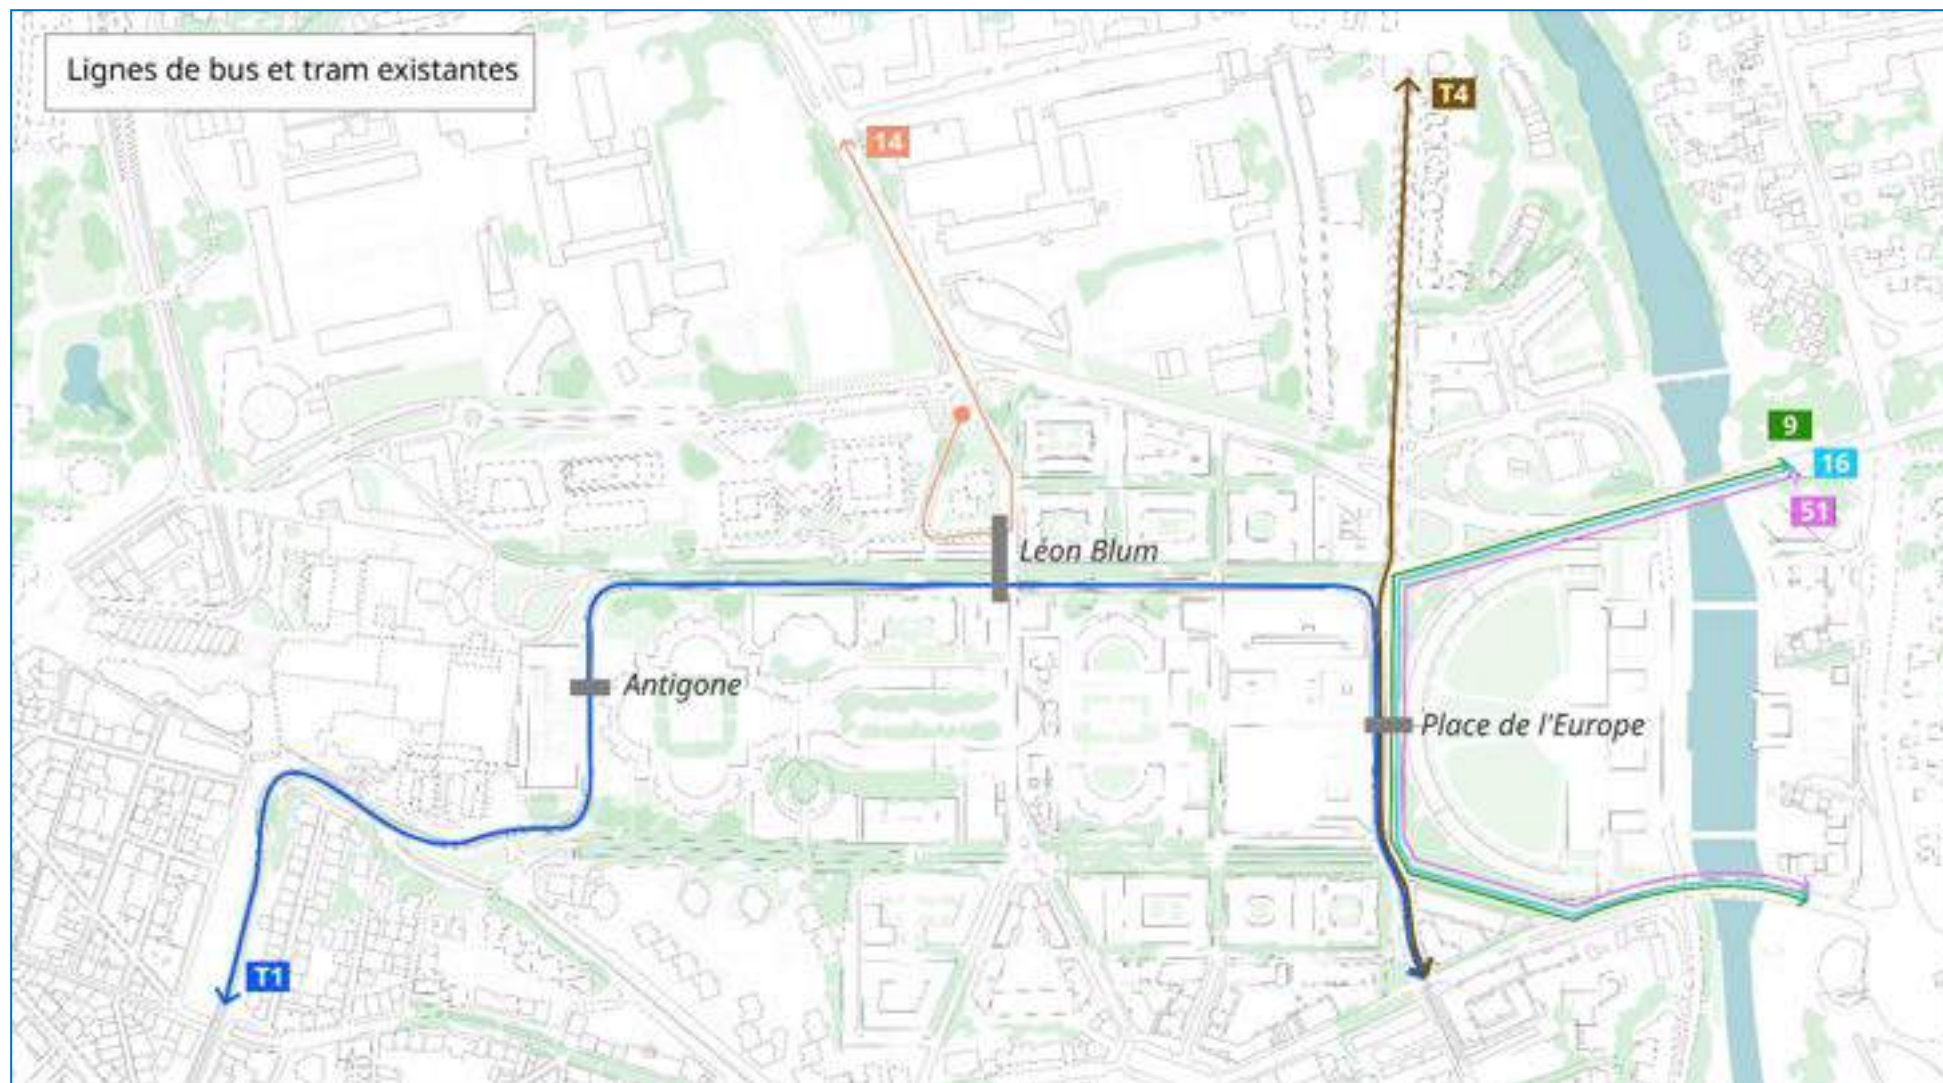 Lignes de bus et tram existantes
T4
14
9
16
51
Léon Blum
Antigone
Place de l'Europe
T1